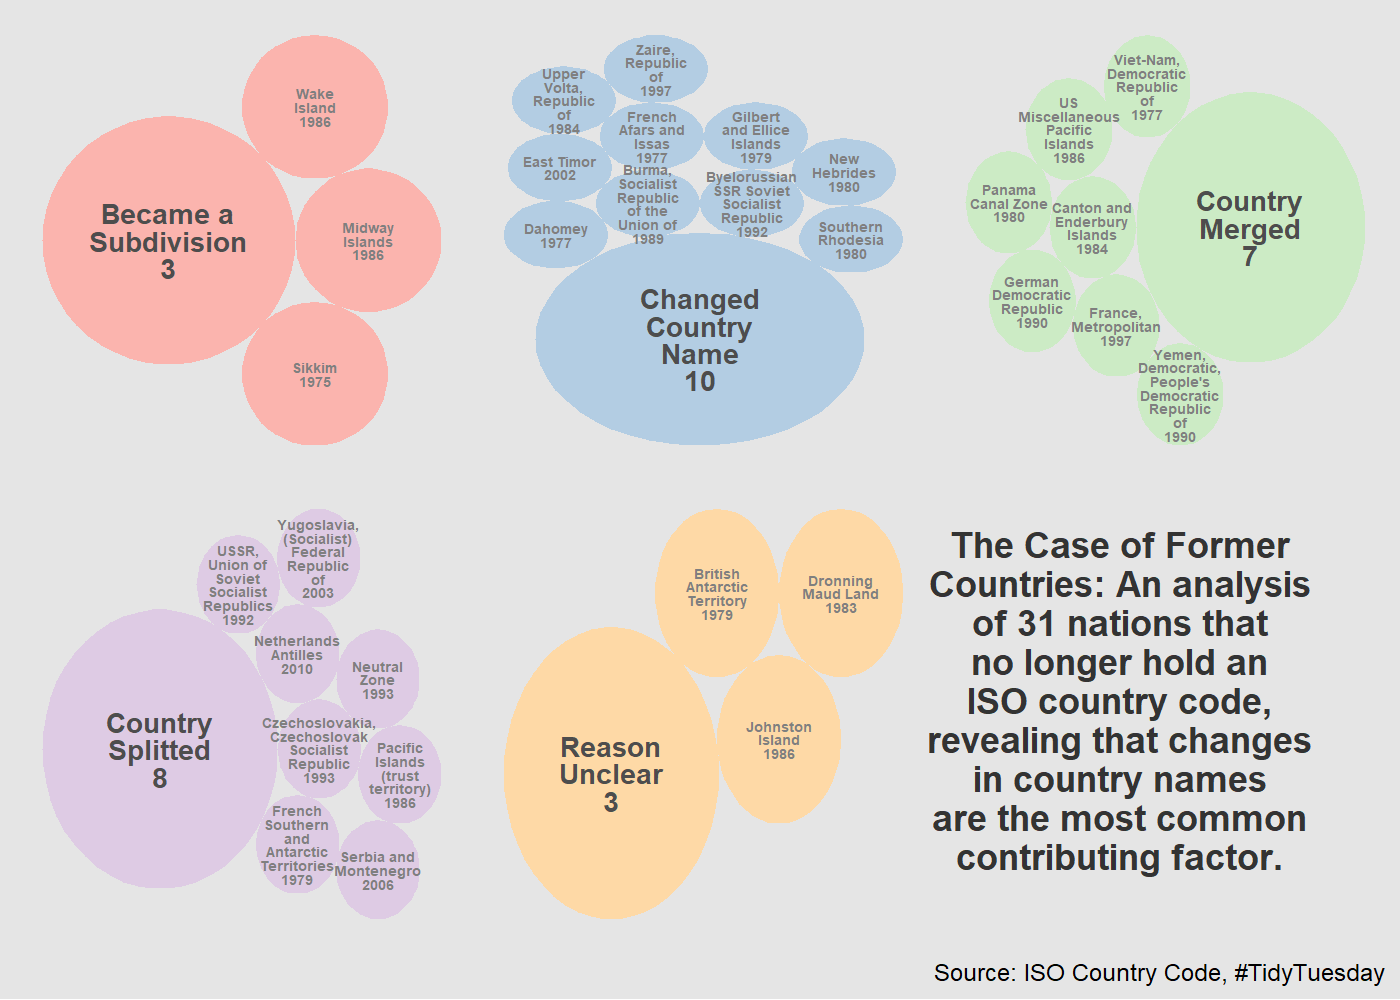 Became a
Subdivision
3
Wake
Island
1986
Midway
Islands
1986
Sikkim
1975
Zaire,
Republic
of
1997
Upper
Volta,
Republic
of
1984
French
Afars and
Issas
1977
Gilbert
and Ellice
Islands
1979
East Timor
2002
New
Hebrides
1980
Burma,
Socialist
Republic
of the
Union of
1989
Byelorussian
SSR Soviet
Socialist
Republic
1992
Dahomey
1977
Southern
Rhodesia
1980
Changed
Country
Name
10
Viet-Nam,
Democratic
Republic
of
1977
US
Miscellaneous
Pacific
Islands
1986
Panama
Canal Zone
1980
Canton and
Enderbury
Islands
1984
German
Democratic
Republic
1990
France,
Metropolitan
1997
Yemen,
Democratic,
People's
Democratic
Republic
of
1990
Country
Merged
7
Yugoslavia,
(Socialist)
Federal
Republic
of
2003
USSR,
Union of
Soviet
Socialist
Republics
1992
Netherlands
Antilles
2010
Neutral
Zone
1993
Czechoslovakia,
Czechoslovak
Socialist
Republic
1993
Pacific
Islands
(trust
territory)
1986
French
Southern
and
Antarctic
Territories
1979
Serbia and
Montenegro
2006
Country
Splitted
8
British
Antarctic
Territory
1979
Dronning
Maud Land
1983
Johnston
Island
1986
Reason
Unclear
3
The Case of Former
Countries: An analysis
of 31 nations that
no longer hold an
ISO country code,
revealing that changes
in country names
are the most common
contributing factor.
Source: ISO Country Code, #TidyTuesday